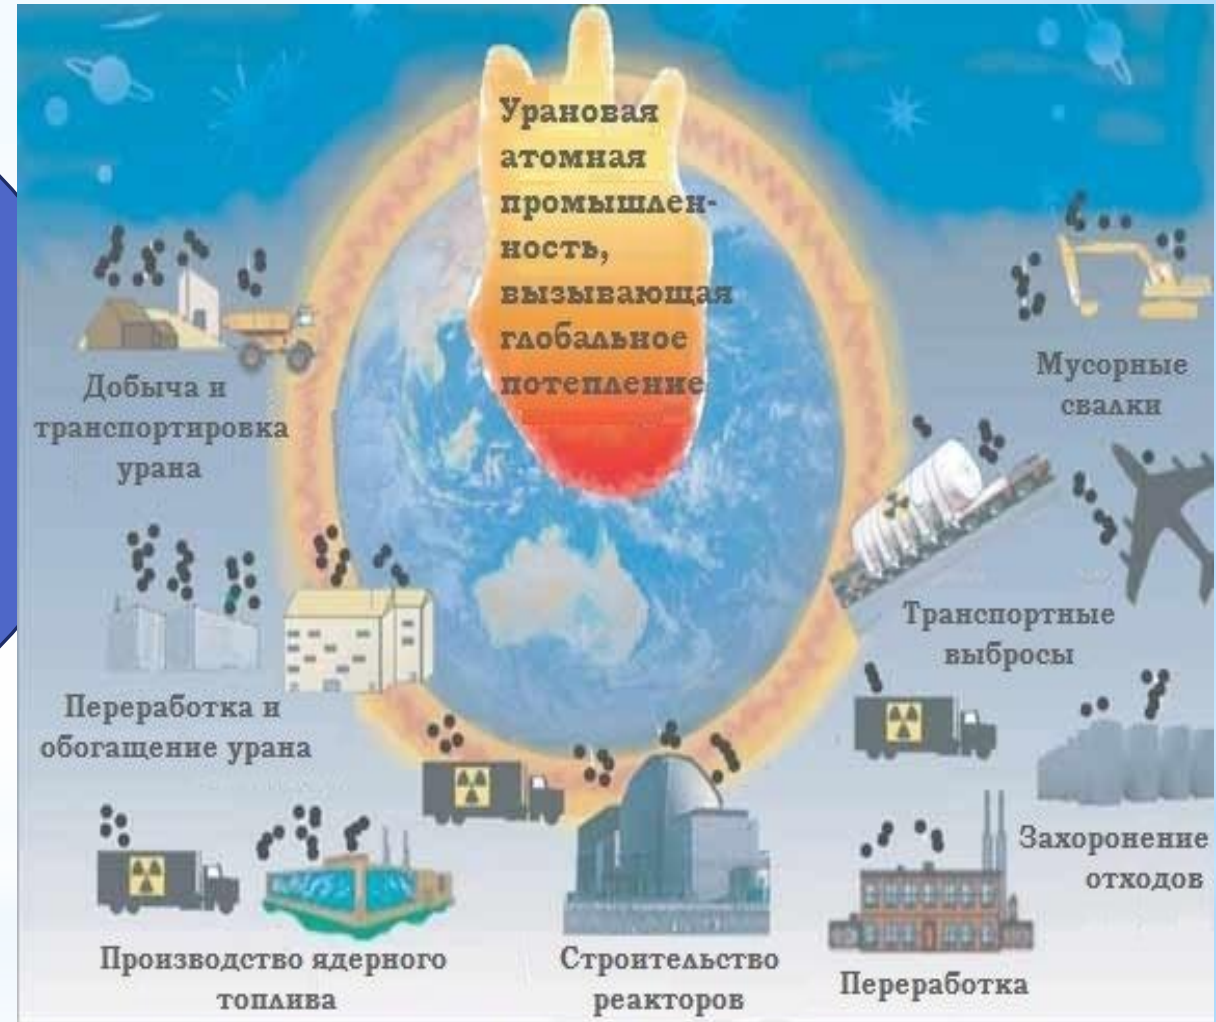 Урановая
атомная
промышлен-
ность,
вызывающая
глобальное
потепление
Добыча и
транспортировка
урана
Мусорные
свалки
Транспортные
выбросы
Переработка и
обогащение урана
Захоронение
отходов
Производство ядерного
топлива
Строительство
реакторов
Переработка